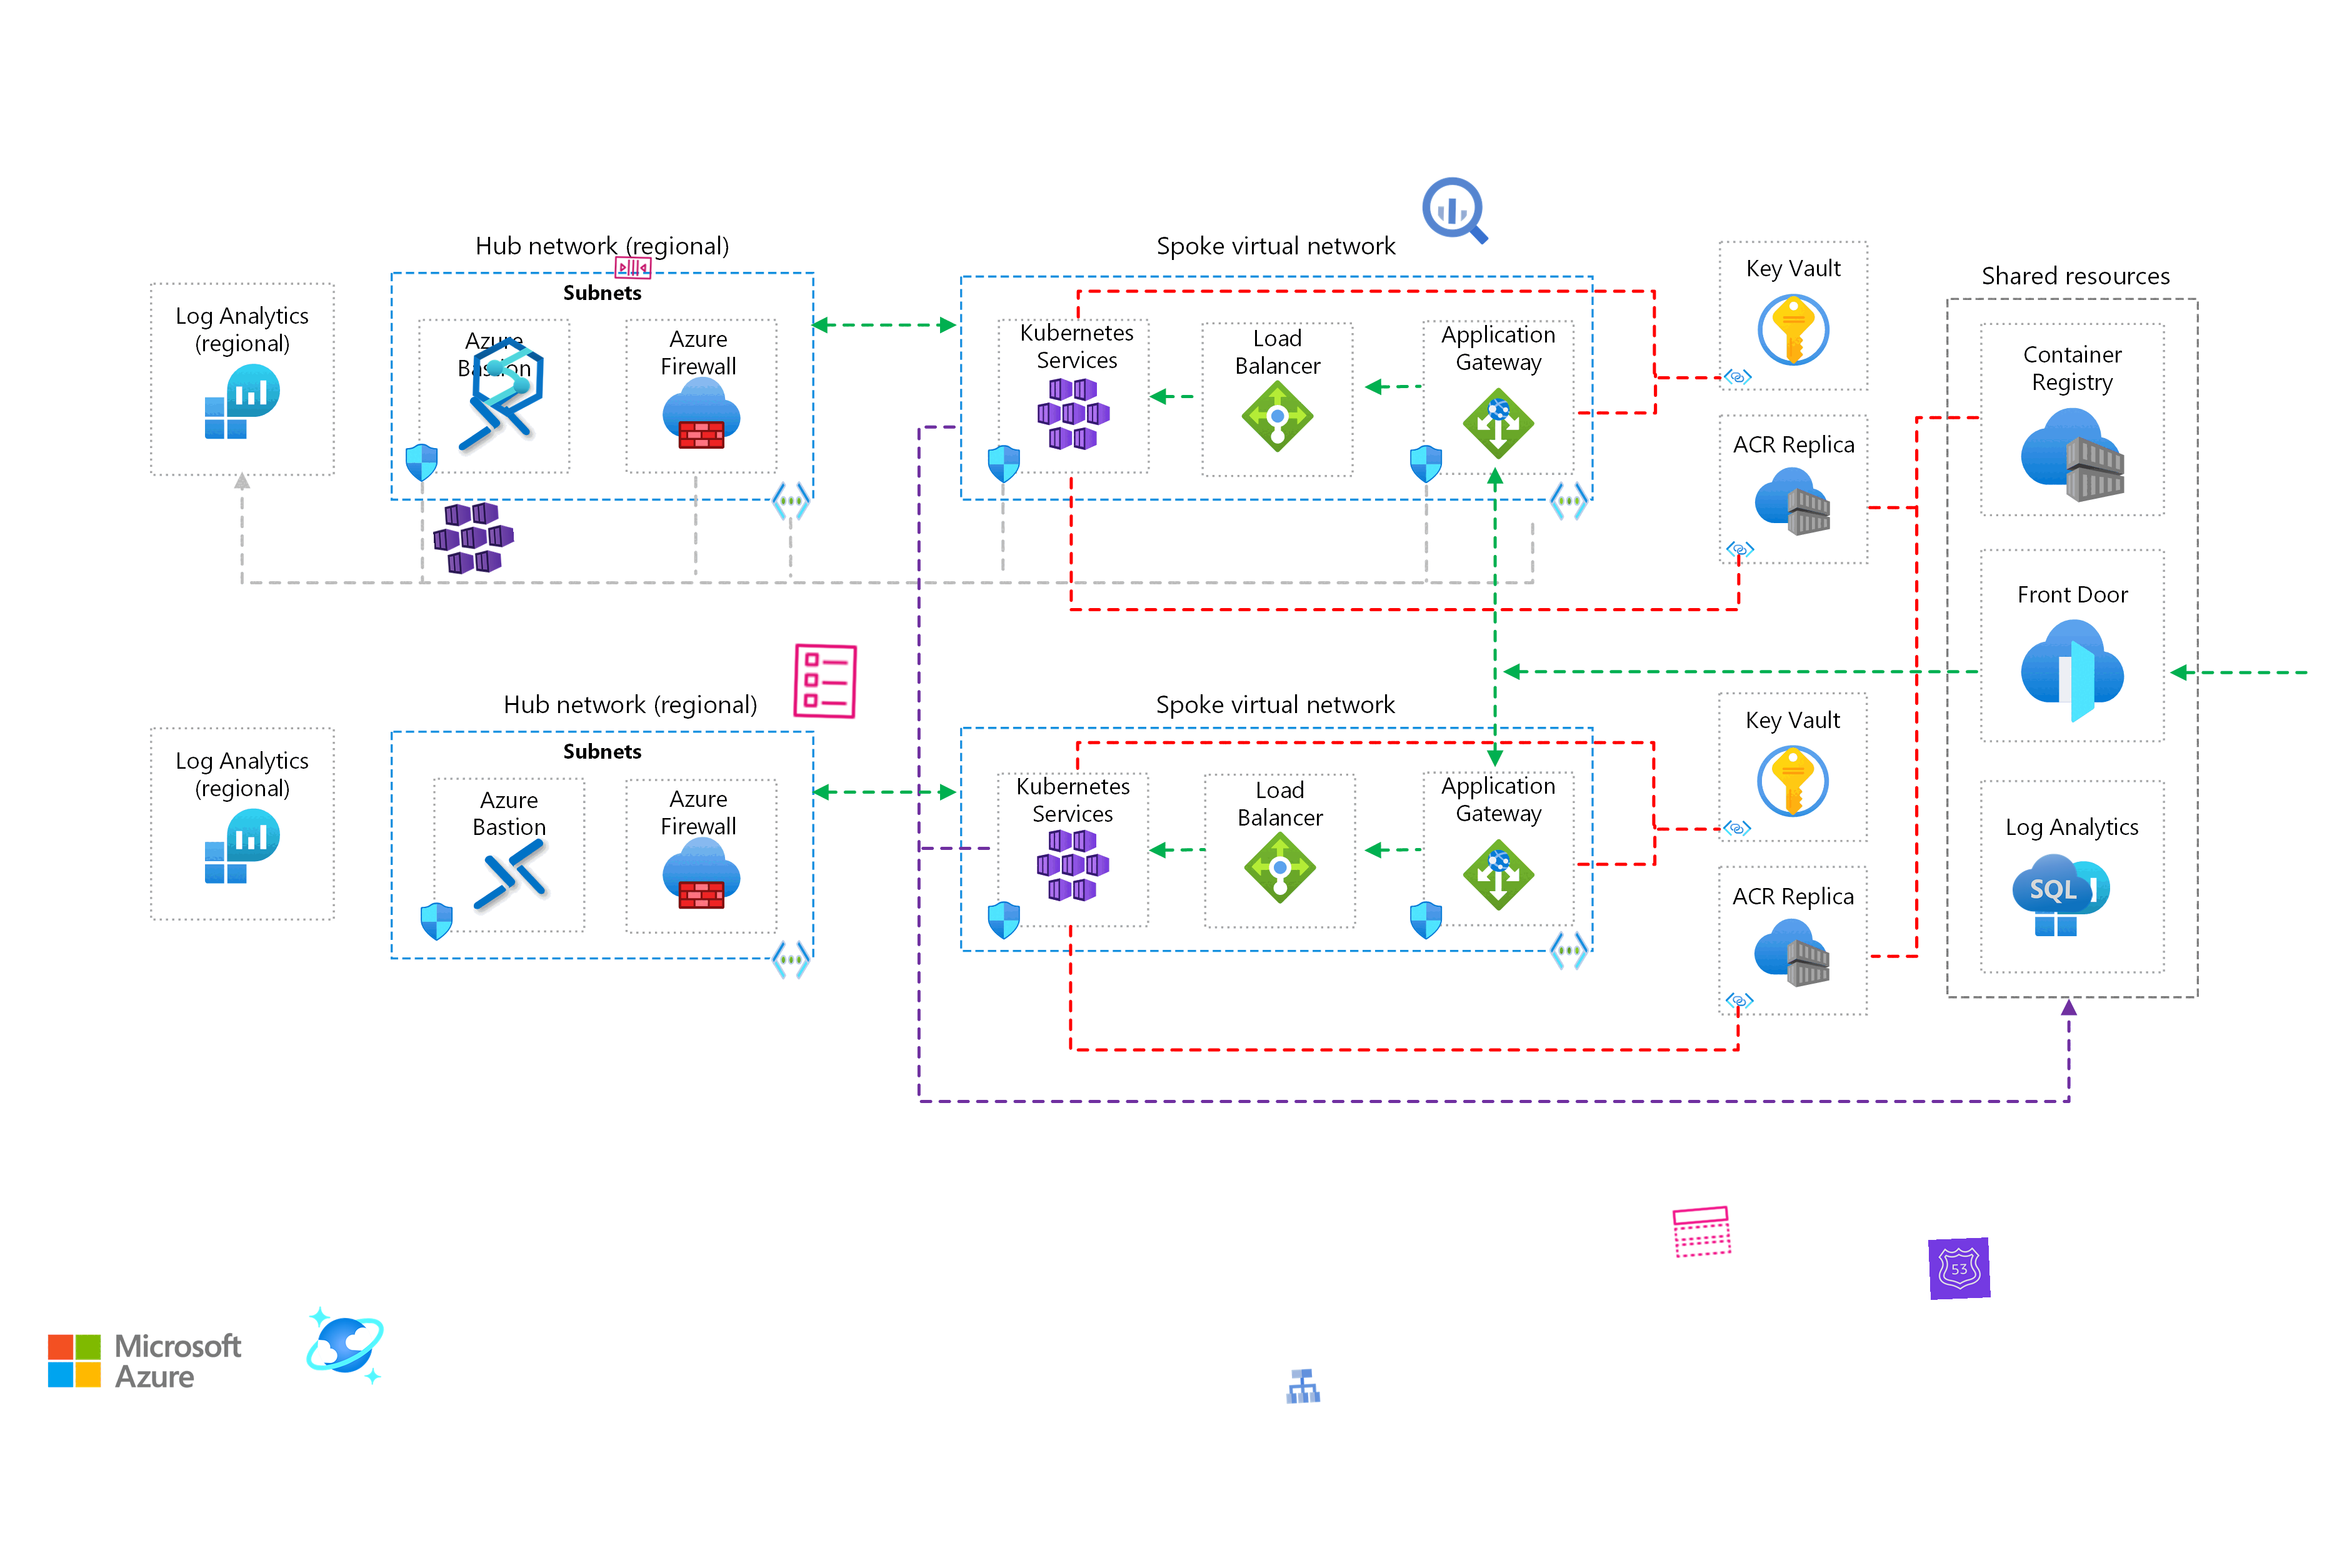 Hub network (regional)
Subnets
Log Analytics
(regional)
Azure
Bastion
Azure
Firewall
Spoke virtual network
Kubernetes
Services
Load
Balancer
Application
Gateway
Key Vault
ACR Replica
Shared resources
Container
Registry
Front Door
Log Analytics
SQL
Hub network (regional)
Subnets
Log Analytics
(regional)
Azure
Bastion
Azure
Firewall
Spoke virtual network
Kubernetes
Services
Load
Balancer
Application
Gateway
Key Vault
ACR Replica
53
Microsoft
Azure